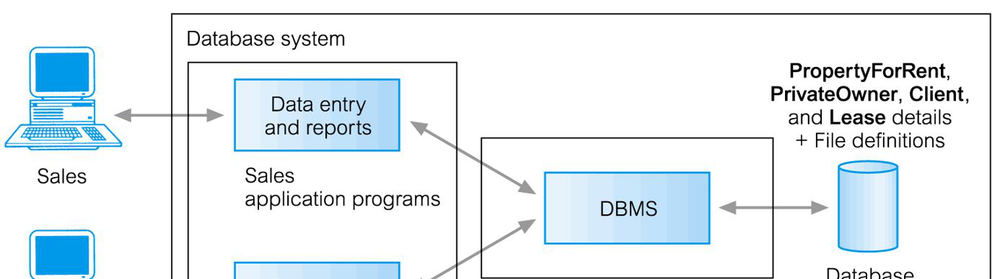 Database system
PropertyForRent,
PrivateOwner, Client,
and Lease details
+ File definitions
Data entry
and reports
Sales
Sales
application programs
DBMS
Database